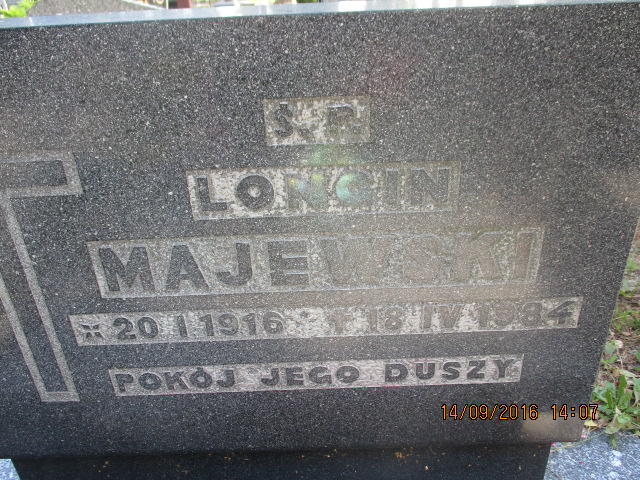 Ś. P.
LONGIN
MAJEWSKI
* 20 I 1916 † 18 IV 1984
POKÓJ JEGO DUSZY
14/09/2016 14:07